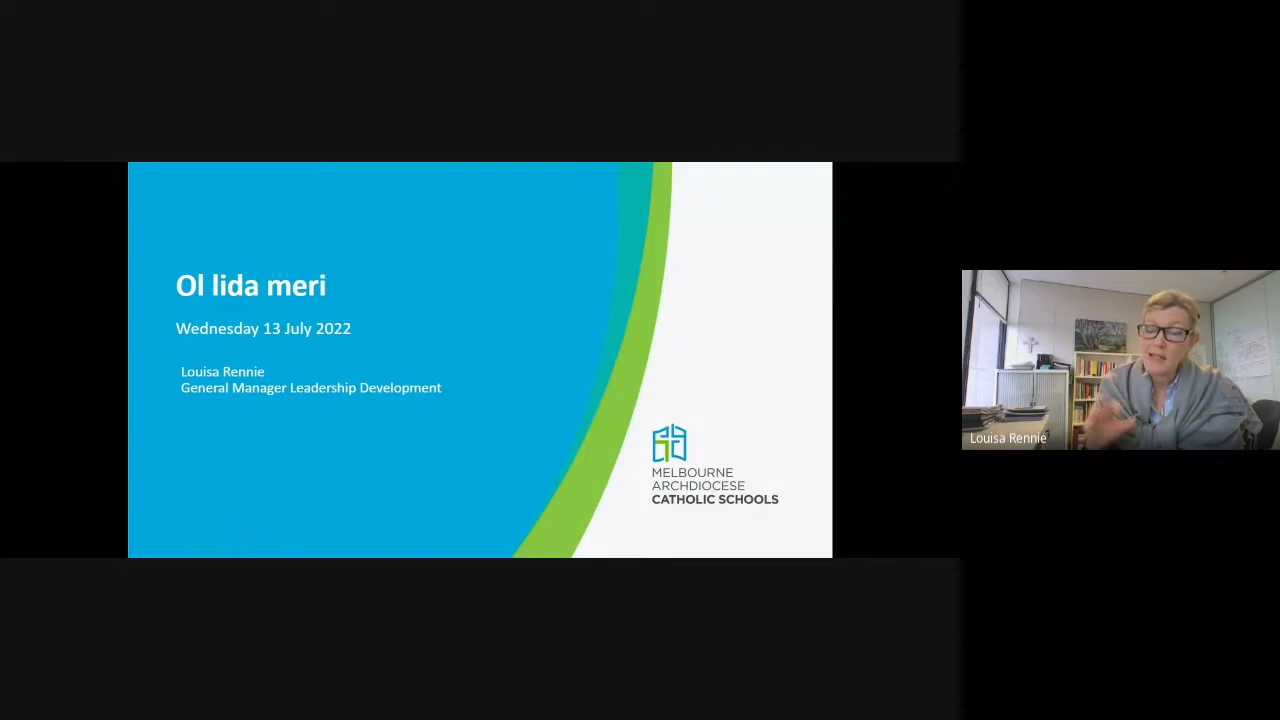 Ol lida meri
Wednesday 13 July 2022
Louisa Rennie
General Manager Leadership Development
MELBOURNE
ARCHDIOCESE
CATHOLIC SCHOOLS
Louisa Rennie